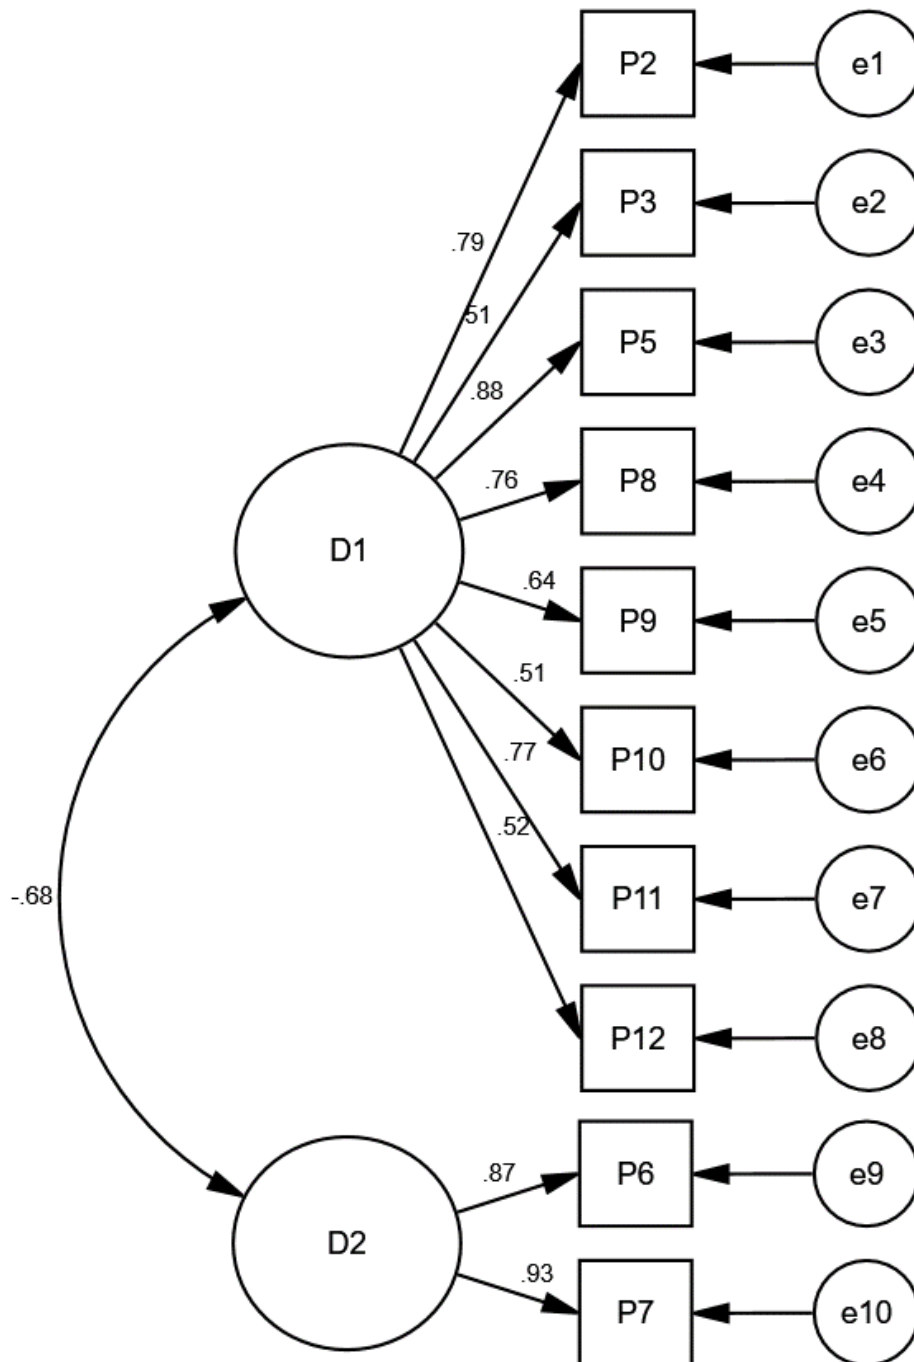 P2
e1
P3
e2
.79
51
P5
e3
.88
P8
e4
.76
D1
.64
P9
e5
.51
P10
e6
.77
.52
P11
e7
-.68
P12
e8
.87
P6
e9
D2
.93
P7
e10